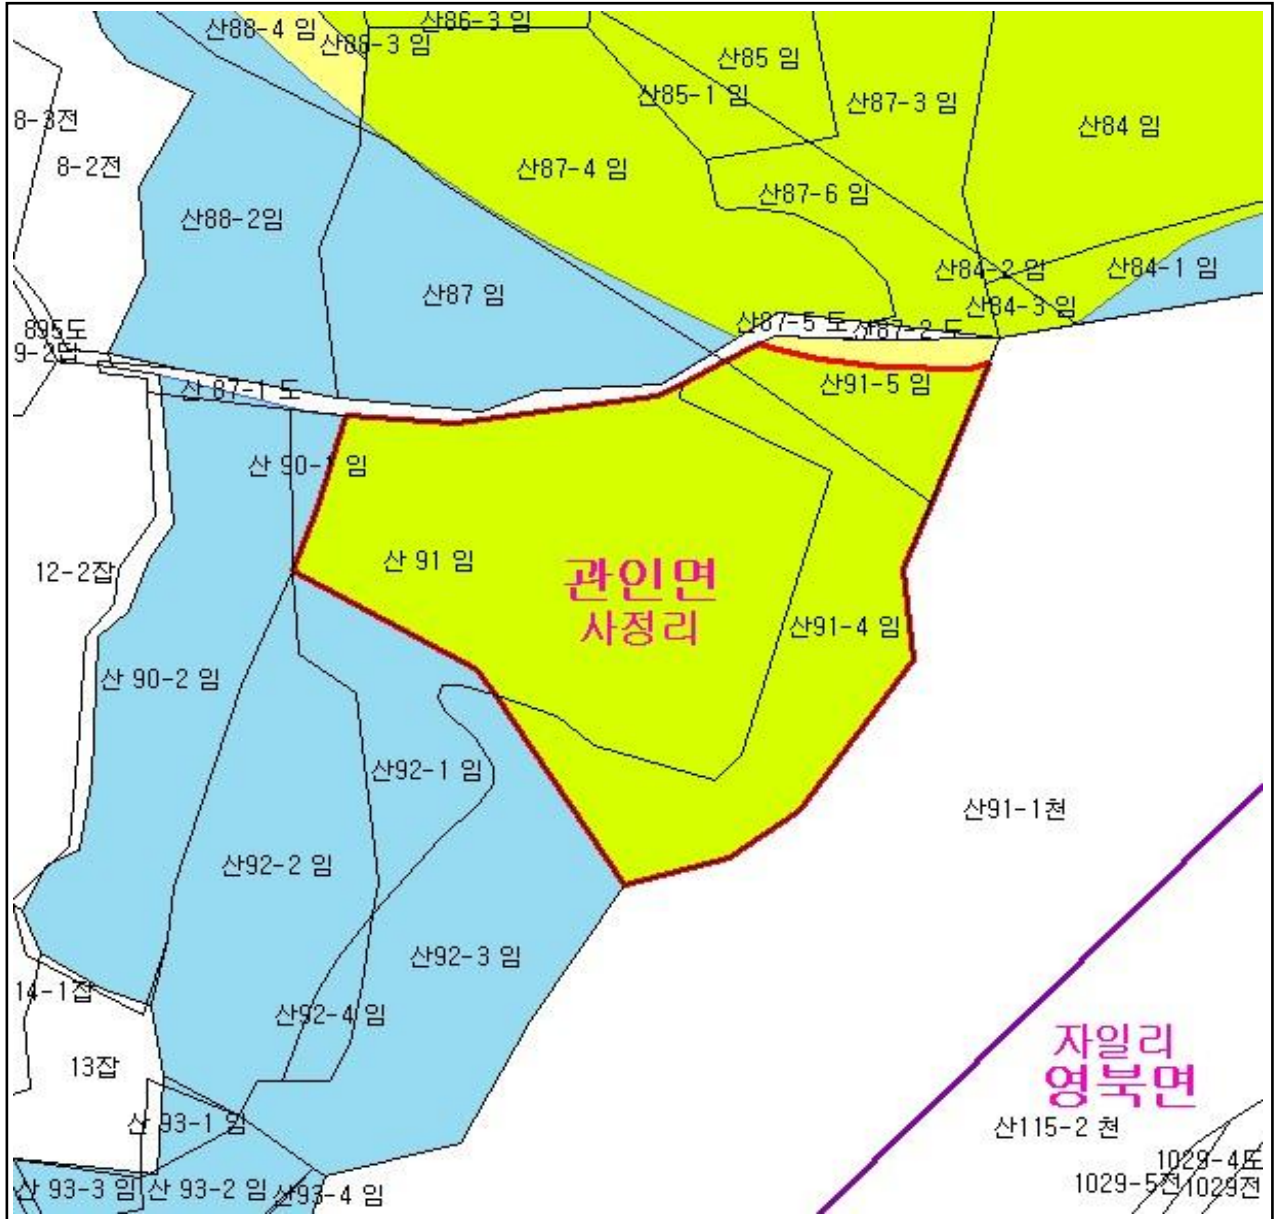 산88-4 임
산86-3 임
산86-3 임
산85 임
산85-1 임
산87-3 임
산84 임
8-3전
8-2전
산87-4 임
산87-6 임
산88-2임
산84-2 임
산84-1 임
산87 임
산84-3 임
895도
산87-5 도
산87-2 도
산 87-1 도
산91-5 임
산 90-1 임
산 91 임
관인면
12-2잡
사정리
산91-4 임
산 90-2 임
산92-1 임
산91-1천
산92-2 임
산92-3 임
14-1잡
산92-4 임
자일리
13잡
영북면
산 93-1 임
산115-2 천
1029-4도
산 93-3 임
산 93-2 임
산93-4 임
1029-5전
1029전